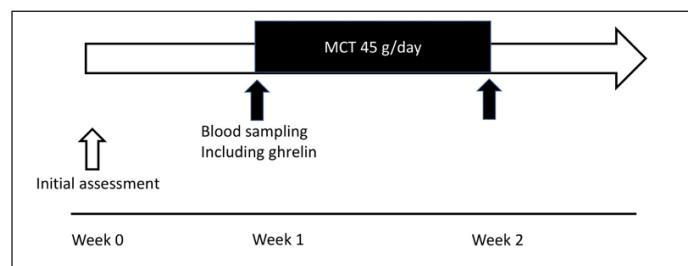 MCT 45 g/day
Blood sampling
Including ghrelin
Initial assessment
Week 0
Week 1
Week 2